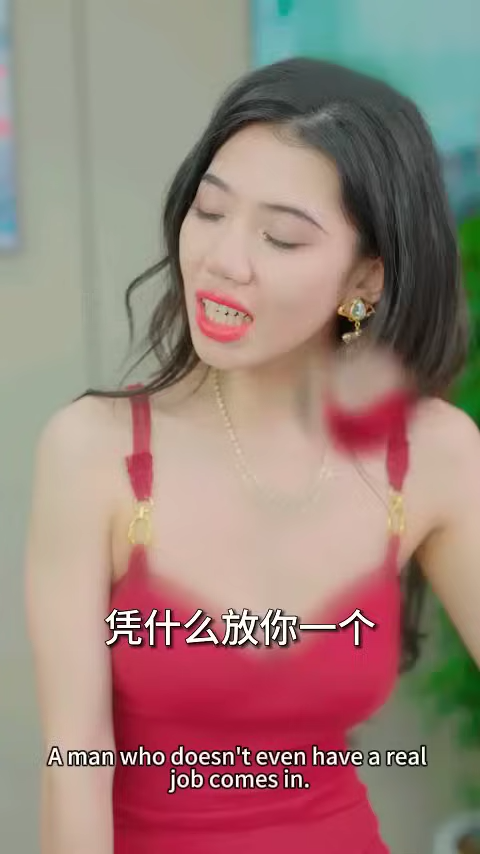 凭什么放你一个
A man who doesn't even have a real
job comes in.